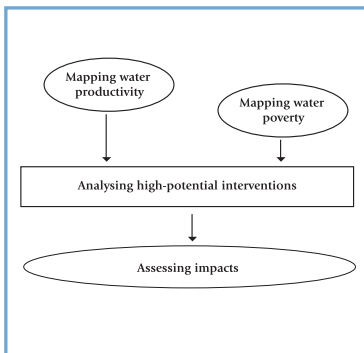 Mapping water
productivity
Mapping water
poverty
Analysing high-potential interventions
Assessing impacts